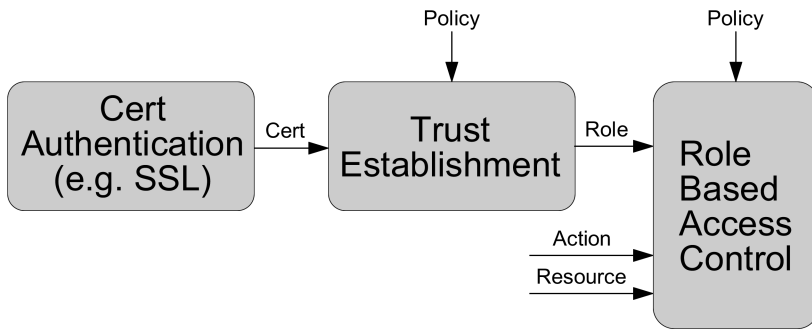 Policy
Policy
Cert
Authentication
(e.g. SSL)
Cert
Trust
Establishment
Role
Role
Based
Access
Control
Action
Resource